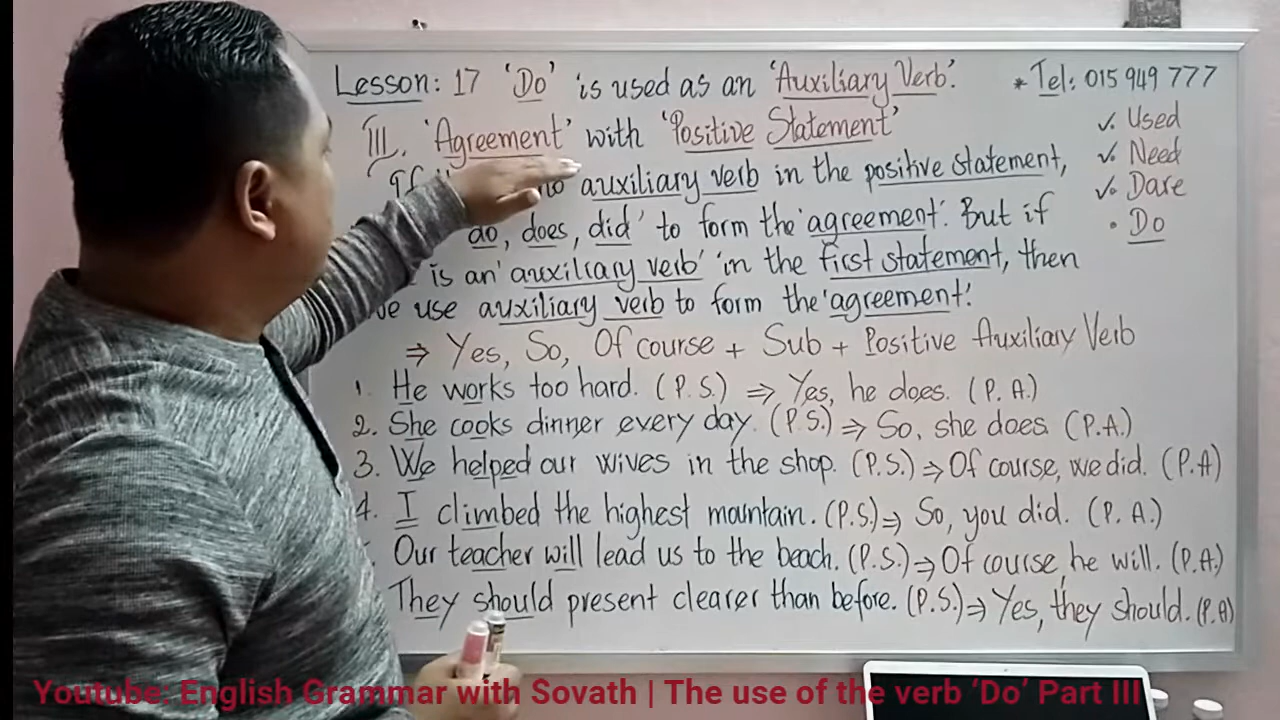 Lesson: 17 'Do' is used as an 'Auxiliary Verb'.
* Tel: 015 949 777
III. 'Agreement' with 'Positive Statement'
If no auxiliary verb in the positive statement,
do, does, did' to form the 'agreement'. But if
is an 'auxiliary verb' in the first statement, then
use auxiliary verb to form the 'agreement'.
✓. Used
✓. Need
✓. Dare
• Do
⇒ Yes, So, Of course + Sub + Positive Auxiliary Verb
1. He works too hard. (P.S.) ⇒ Yes, he does. (P.A.)
2. She cooks dinner every day. (P.S.) ⇒ So, she does. (P.A.)
3. We helped our wives in the shop. (P.S.) ⇒ Of course, we did. (P.A)
4. I climbed the highest mountain. (P.S.) ⇒ So, you did. (P.A.)
Our teacher will lead us to the beach. (P.S.) ⇒ Of course, he will. (P.A.)
They should present clearer than before. (P.S.) ⇒ Yes, they should. (P.A)
Youtube: English Grammar with Sovath | The use of the verb ‘Do’ Part III